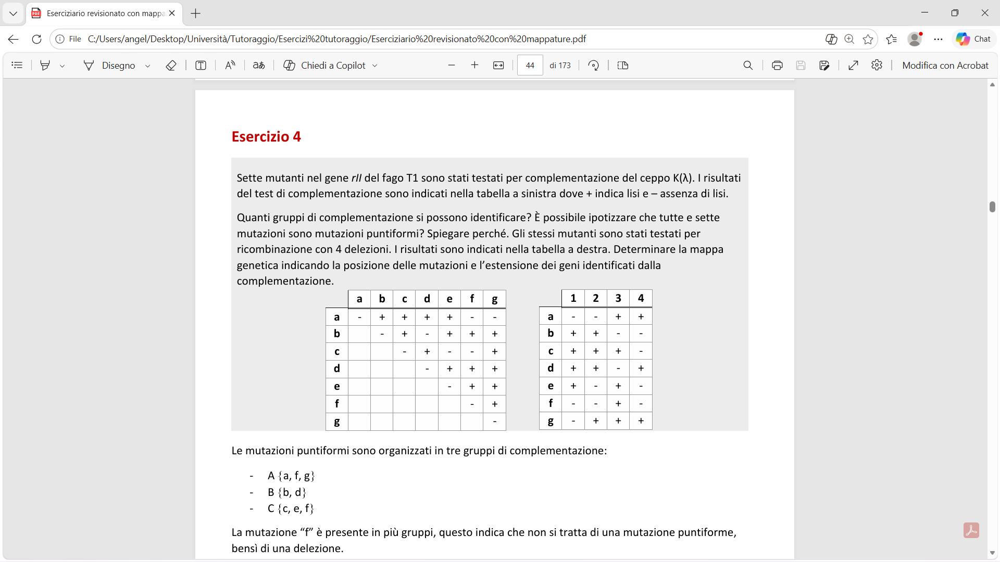 Eserciziario revisionato con mappa
File C:/Users/angel/Desktop/Università/Tutoraggio/Esercizi%20tutoraggio/Eserciziario%20revisionato%20con%20mappature.pdf
Chat
Disegno
aあ
Chiedi a Copilot
44 di 173
Modifica con Acrobat
Esercizio 4
Sette mutanti nel gene rII del fago T1 sono stati testati per complementazione del ceppo K(λ). I risultati
del test di complementazione sono indicati nella tabella a sinistra dove + indica lisi e – assenza di lisi.
Quanti gruppi di complementazione si possono identificare? È possibile ipotizzare che tutte e sette
mutazioni sono mutazioni puntiformi? Spiegare perché. Gli stessi mutanti sono stati testati per
ricombinazione con 4 delezioni. I risultati sono indicati nella tabella a destra. Determinare la mappa
genetica indicando la posizione delle mutazioni e l'estensione dei geni identificati dalla
complementazione.
a b c d e f g
a - + + + + - -
b - + - + + +
c - + - - +
d - + + +
e - + +
f - +
g -
1 2 3 4
a - - + +
b + + - -
c + + + -
d + + - +
e + - + -
f - - + -
g - + + +
Le mutazioni puntiformi sono organizzati in tre gruppi di complementazione:
- A {a, f, g}
- B {b, d}
- C {c, e, f}
La mutazione “f” è presente in più gruppi, questo indica che non si tratta di una mutazione puntiforme,
bensì di una delezione.